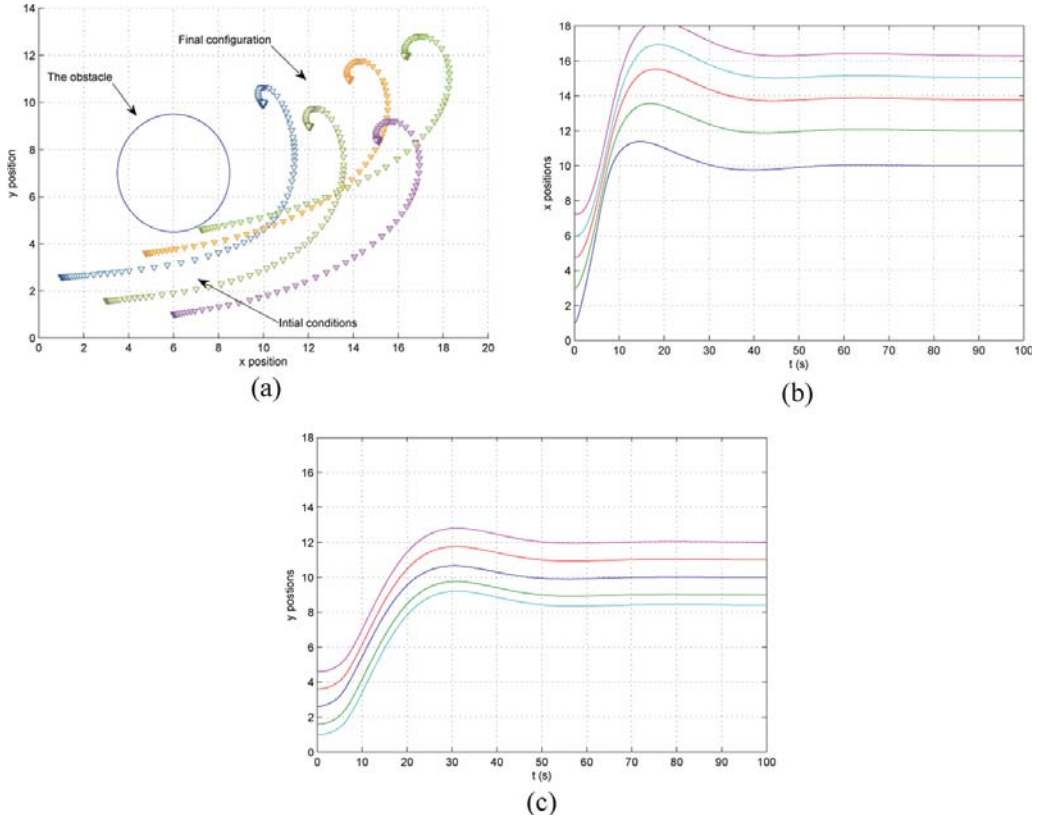 14
12
10
8
6
4
2
0
y position
0 2 4 6 8 10 12 14 16 18 20
x position
Final configuration
The obstacle
Intial conditions
(a)
18
16
14
12
10
8
6
4
2
0
x positions
0 10 20 30 40 50 60 70 80 90 100
t (s)
(b)
18
16
14
12
10
8
6
4
2
0
y postions
0 10 20 30 40 50 60 70 80 90 100
t (s)
(c)